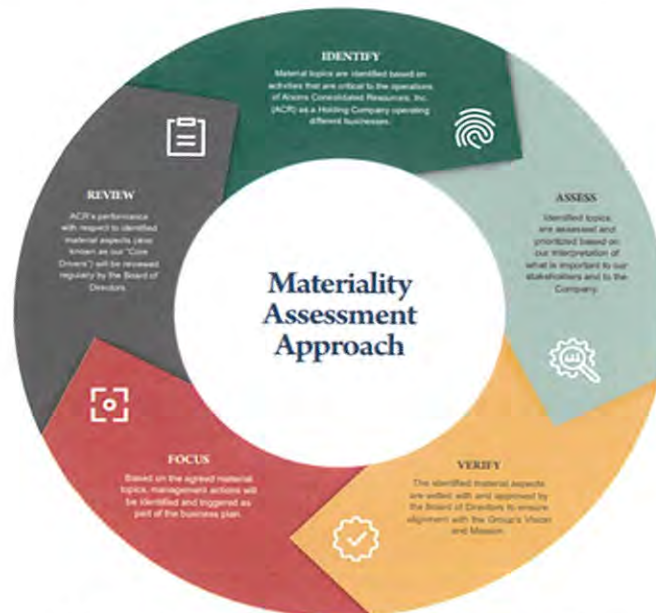 IDENTIFY
Material topics are identified based on
activities that are critical to the operations
of Alsons Consolidated Resources, Inc.
(ACR) as a Holding Company operating
different businesses.
ASSESS
Identified topics
are assessed and
prioritized based on
our interpretation of
what is important to our
stakeholders and to the
Company.
VERIFY
The identified material aspects
are vetted with and approved by
the Board of Directors to ensure
alignment with the Group's Vision
and Mission.
FOCUS
Based on the agreed material
topics, management actions will
be identified and triggered as
part of the business plan.
REVIEW
ACR's performance
with respect to identified
material aspects (also
known as our "Core
Drivers") will be reviewed
regularly by the Board of
Directors.
Materiality
Assessment
Approach